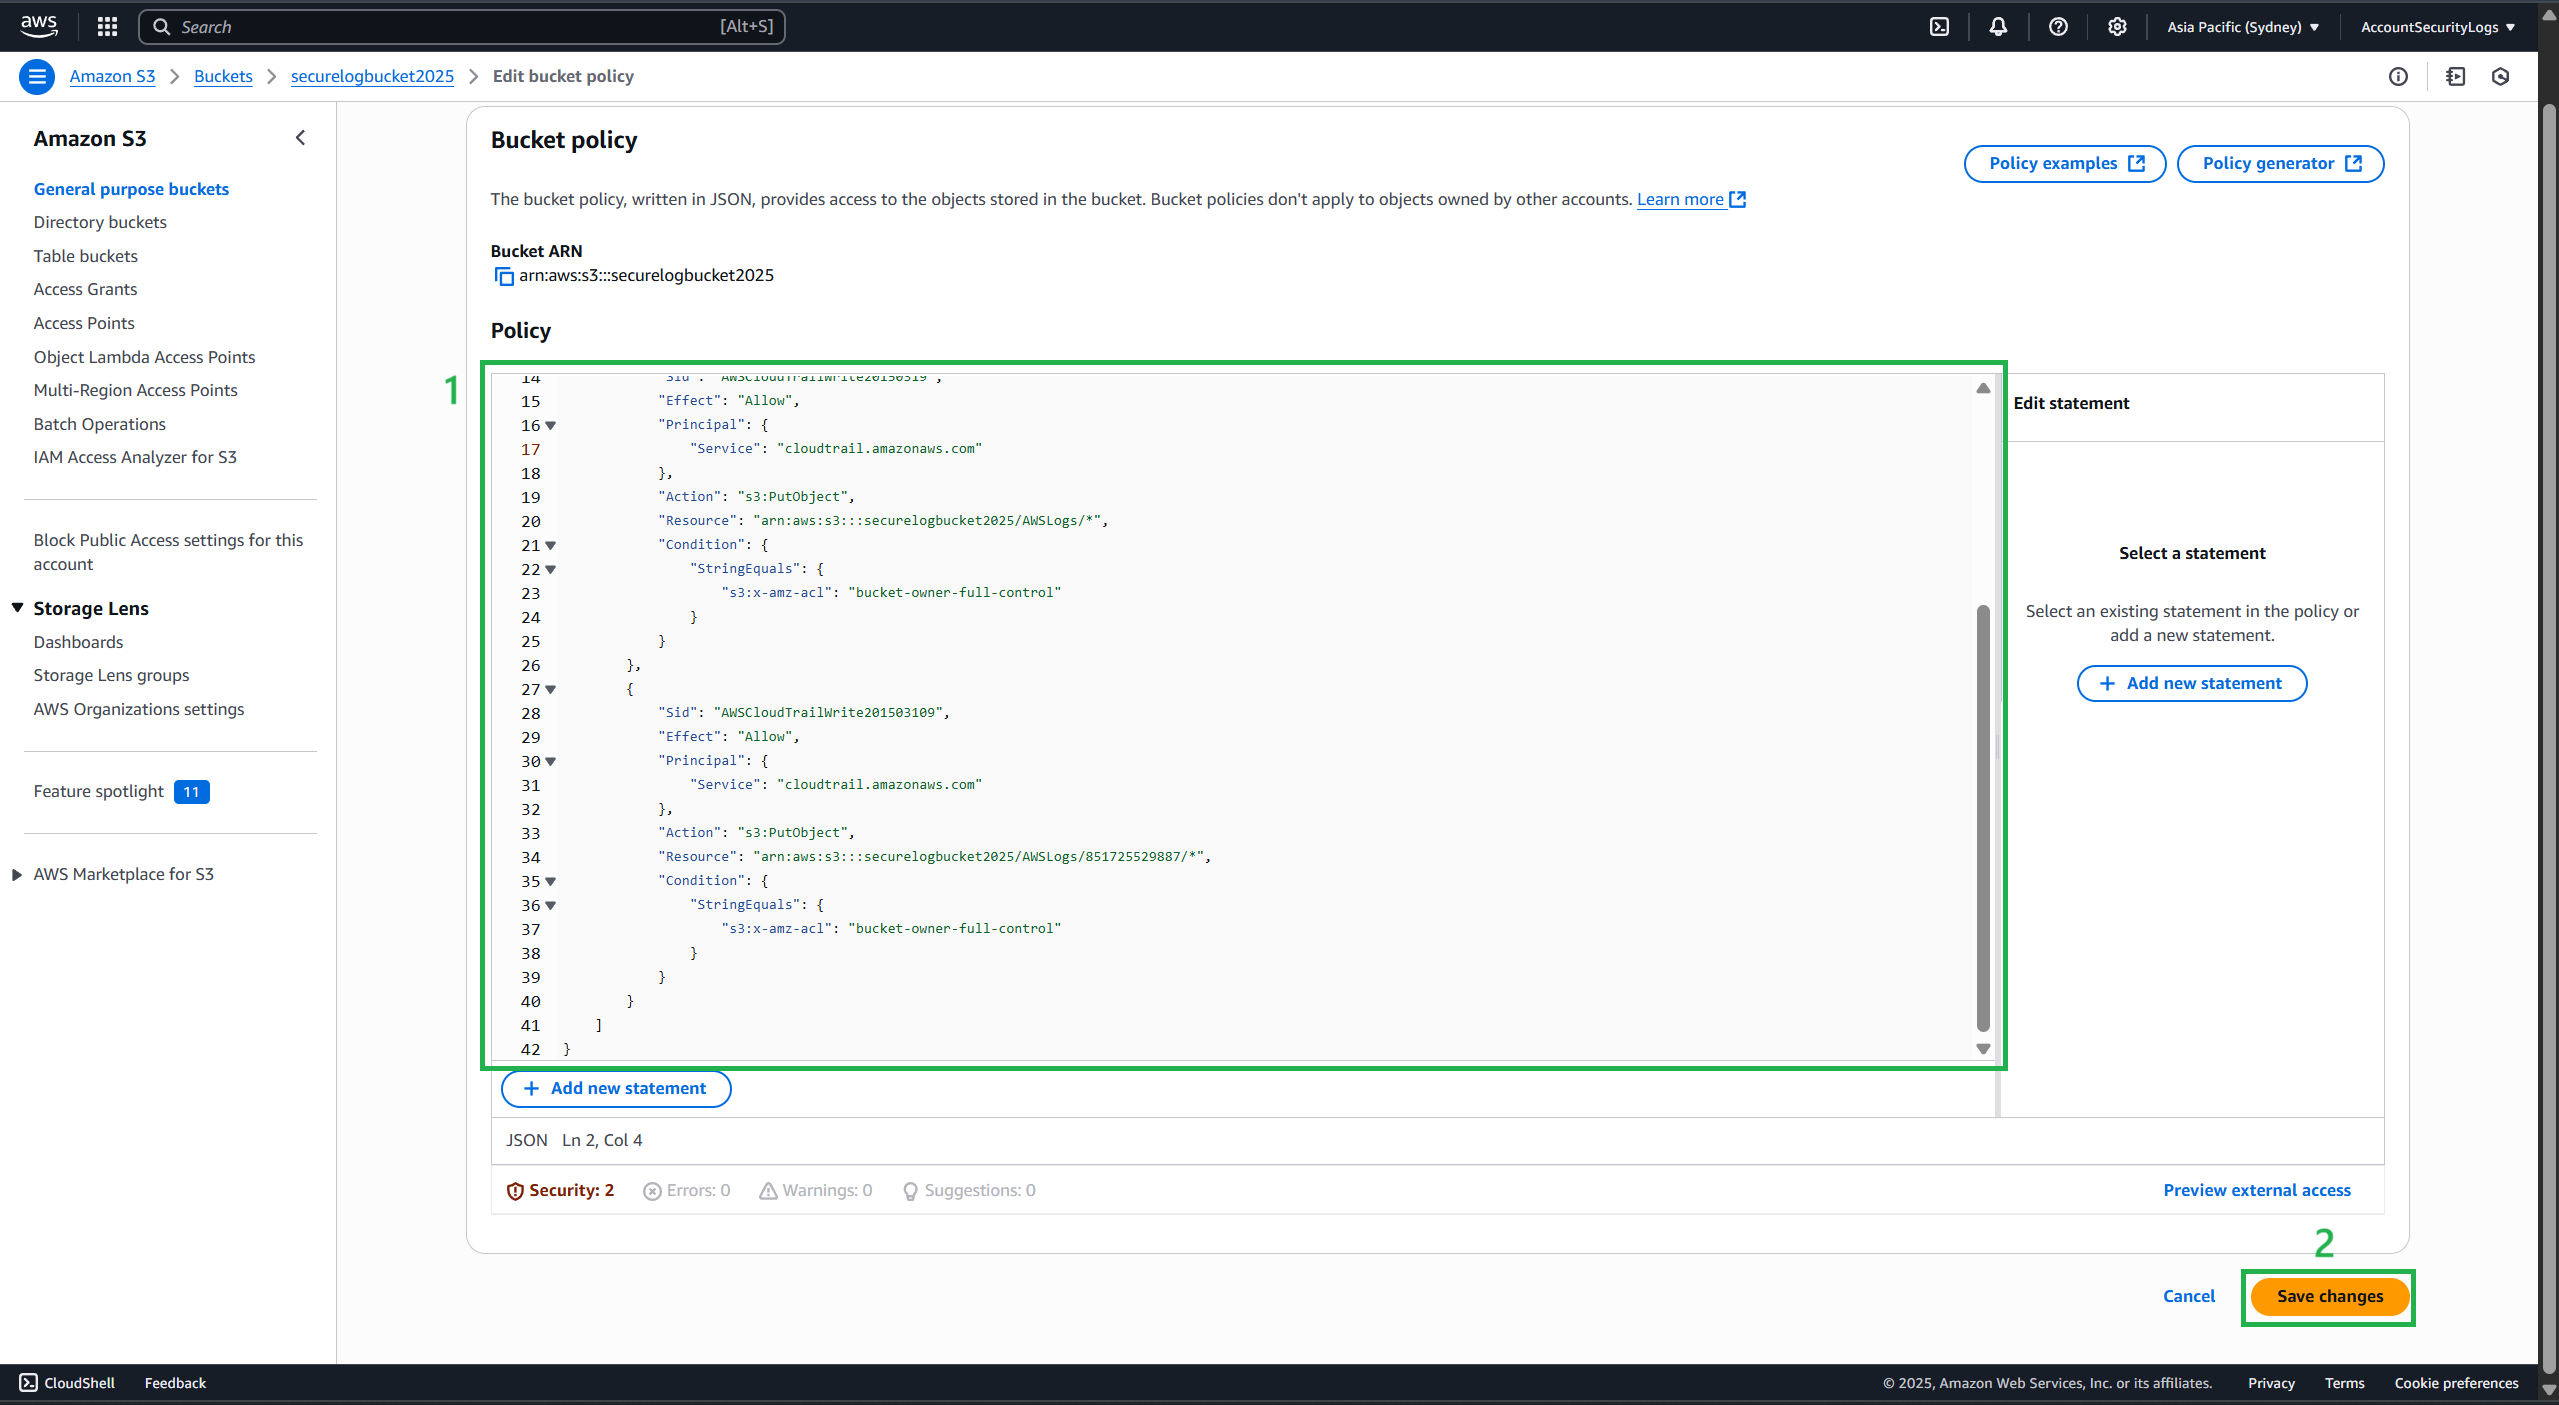 aws
Search [Alt+S]
Asia Pacific (Sydney)
AccountSecurityLogs
Amazon S3 > Buckets > securelogbucket2025 > Edit bucket policy
Amazon S3
General purpose buckets
Directory buckets
Table buckets
Access Grants
Access Points
Object Lambda Access Points
Multi-Region Access Points
Batch Operations
IAM Access Analyzer for S3
Block Public Access settings for this
account
Storage Lens
Dashboards
Storage Lens groups
AWS Organizations settings
Feature spotlight 11
AWS Marketplace for S3
Bucket policy
Policy examples
Policy generator
The bucket policy, written in JSON, provides access to the objects stored in the bucket. Bucket policies don't apply to objects owned by other accounts. Learn more
Bucket ARN
arn:aws:s3:::securelogbucket2025
Policy
1
14 "Sid": "AWSCloudTrailWrite20150319",
15 "Effect": "Allow",
16 "Principal": {
17 "Service": "cloudtrail.amazonaws.com"
18 },
19 "Action": "s3:PutObject",
20 "Resource": "arn:aws:s3:::securelogbucket2025/AWSLogs/*",
21 "Condition": {
22 "StringEquals": {
23 "s3:x-amz-acl": "bucket-owner-full-control"
24 }
25 }
26 },
27 {
28 "Sid": "AWSCloudTrailWrite201503109",
29 "Effect": "Allow",
30 "Principal": {
31 "Service": "cloudtrail.amazonaws.com"
32 },
33 "Action": "s3:PutObject",
34 "Resource": "arn:aws:s3:::securelogbucket2025/AWSLogs/851725529887/*",
35 "Condition": {
36 "StringEquals": {
37 "s3:x-amz-acl": "bucket-owner-full-control"
38 }
39 }
40 }
41 ]
42 }
+ Add new statement
JSON Ln 2, Col 4
Security: 2 Errors: 0 Warnings: 0 Suggestions: 0
Preview external access
Edit statement
Select a statement
Select an existing statement in the policy or
add a new statement.
+ Add new statement
2
Cancel
Save changes
CloudShell Feedback
© 2025, Amazon Web Services, Inc. or its affiliates. Privacy Terms Cookie preferences